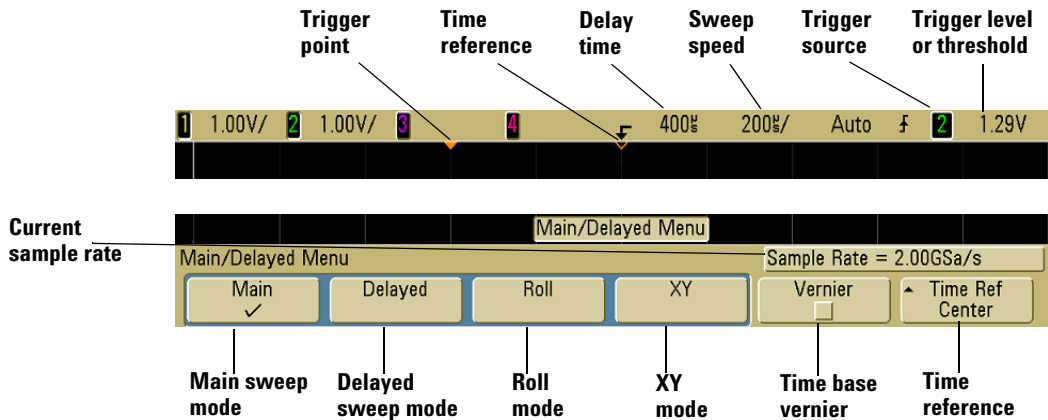 Trigger point
Time reference
Delay time
Sweep speed
Trigger source
Trigger level or threshold
1 1.00V/ 2 1.00V/ 3 4 400us 200us/ Auto 2 1.29V
Current sample rate
Main/Delayed Menu
Main/Delayed Menu
Sample Rate = 2.00GSa/s
Main
Delayed
Roll
XY
Vernier
Time Ref
Center
Main sweep mode
Delayed sweep mode
Roll mode
XY mode
Time base vernier
Time reference